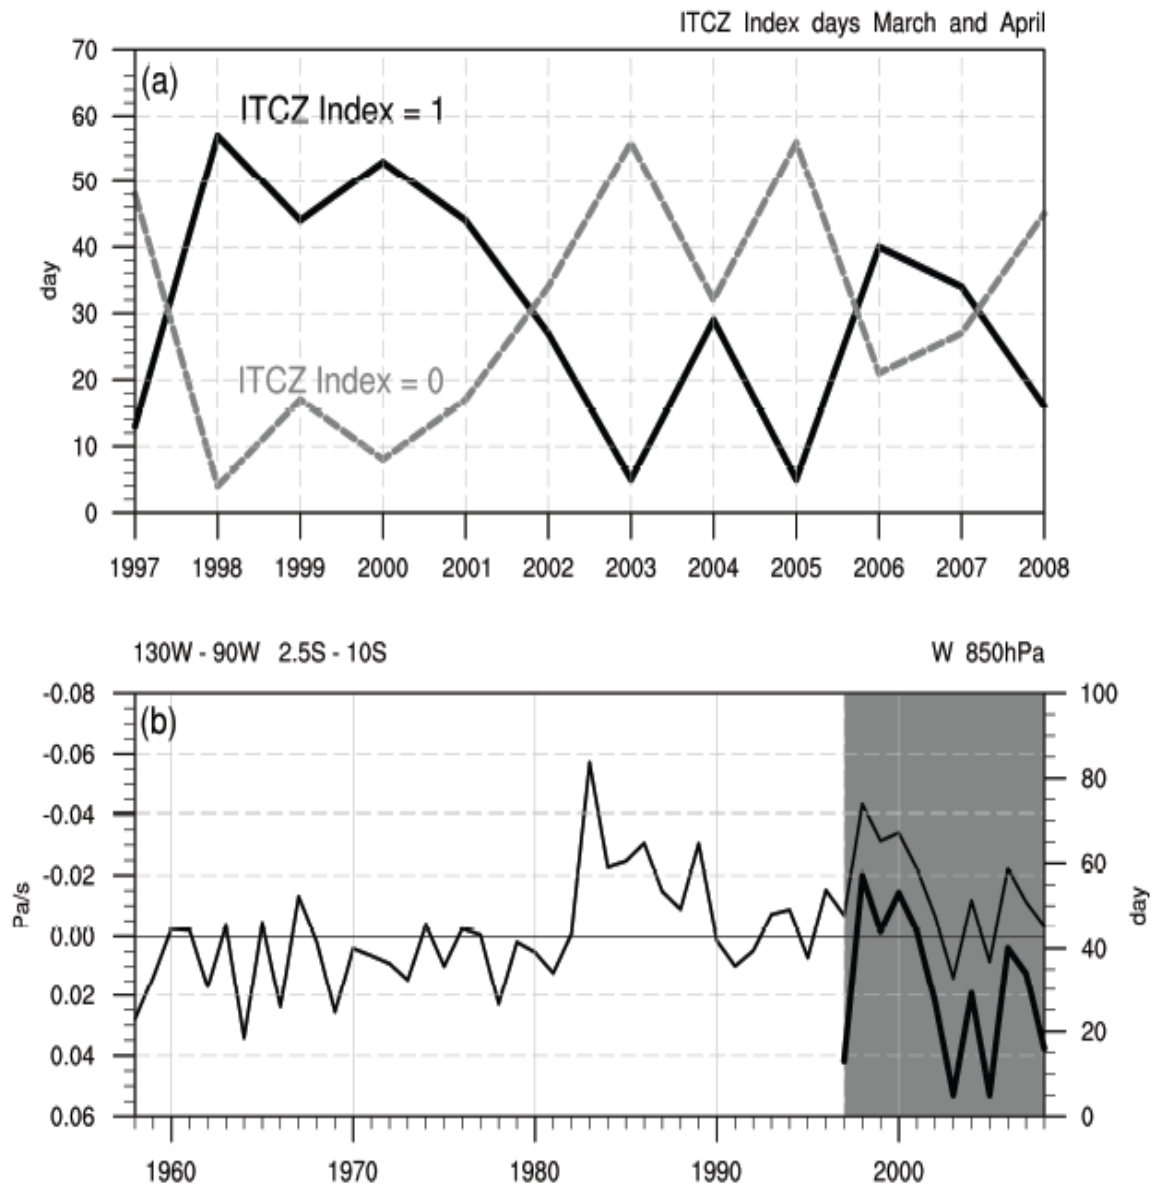 ITCZ Index days March and April
(a)
ITCZ Index = 1
ITCZ Index = 0
day
70
60
50
40
30
20
10
0
1997 1998 1999 2000 2001 2002 2003 2004 2005 2006 2007 2008
130W - 90W 2.5S - 10S W 850hPa
(b)
Pa/s
-0.08
-0.06
-0.04
-0.02
0.00
0.02
0.04
0.06
100
80
60
40
20
0
day
1960 1970 1980 1990 2000